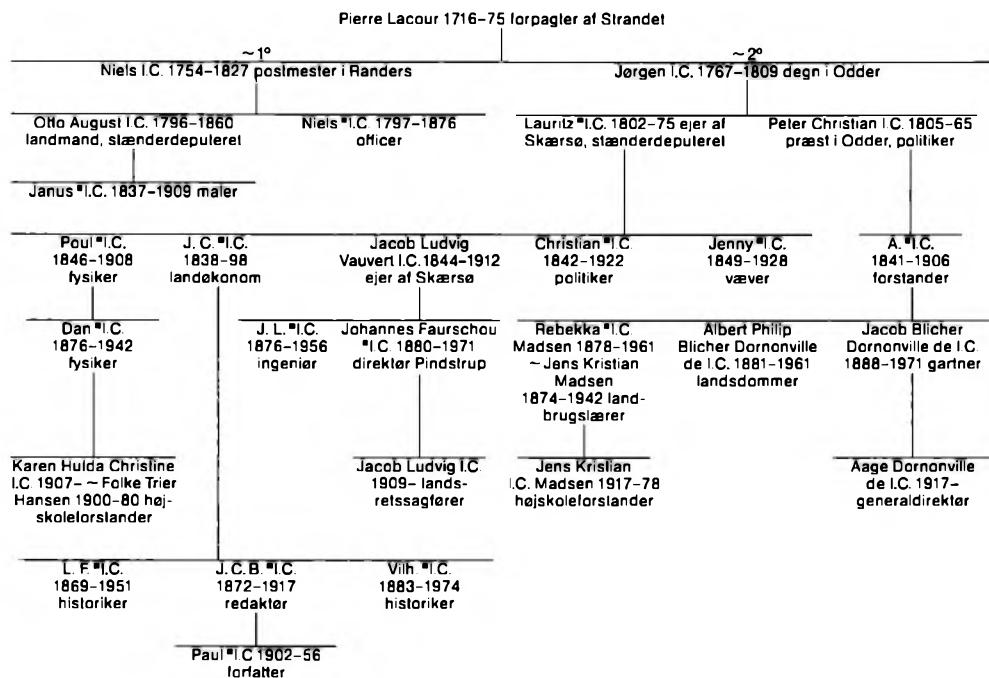 Pierre Lacour 1716–75 forpagter af Strandet
~1°
~2°
Niels l.C. 1754–1827 postmester i Randers
Jørgen l.C. 1767–1809 degn i Odder
Otto August l.C. 1796–1860
landmand, stænderdeputeret
Niels *l.C. 1797–1876
officer
Lauritz *l.C. 1802–75 ejer af
Skærsø, stænderdeputeret
Peter Christian l.C. 1805–65
præst i Odder, politiker
Janus *l.C. 1837–1909 maler
Poul *l.C.
1846–1908
fysiker
J. C. *l.C.
1838–98
landøkonom
Jacob Ludvig
Vauvert l.C. 1844–1912
ejer af Skærsø
Christian *l.C.
1842–1922
politiker
Jenny *l.C.
1849–1928
væver
A. *l.C.
1841–1906
forstander
Dan *l.C.
1876–1942
fysiker
J. L. *l.C.
1876–1956
ingeniør
Johannes Faurschou
*l.C. 1880–1971
direktør Pindstrup
Rebekka *l.C.
Madsen 1878–1961
~Jens Kristian
Madsen
1874–1942 land-
brugslærer
Albert Philip
Blicher Dornonville
de l.C. 1881–1961
landsdommer
Jacob Blicher
Dornonville de l.C.
1888–1971 gartner
Karen Hulda Christine
l.C. 1907– ~Folke Trier
Hansen 1900–80 høj-
skoleforstander
Jacob Ludvig l.C.
1909– lands-
retssagfører
Jens Kristian
l.C. Madsen 1917–78
højskoleforstander
Aage Dornonville
de l.C. 1917–
generaldirektør
L. F. *l.C.
1869–1951
historiker
J. C. B. *l.C.
1872–1917
redaktør
Vilh. *l.C.
1883–1974
historiker
Paul *l.C 1902–56
forfatter